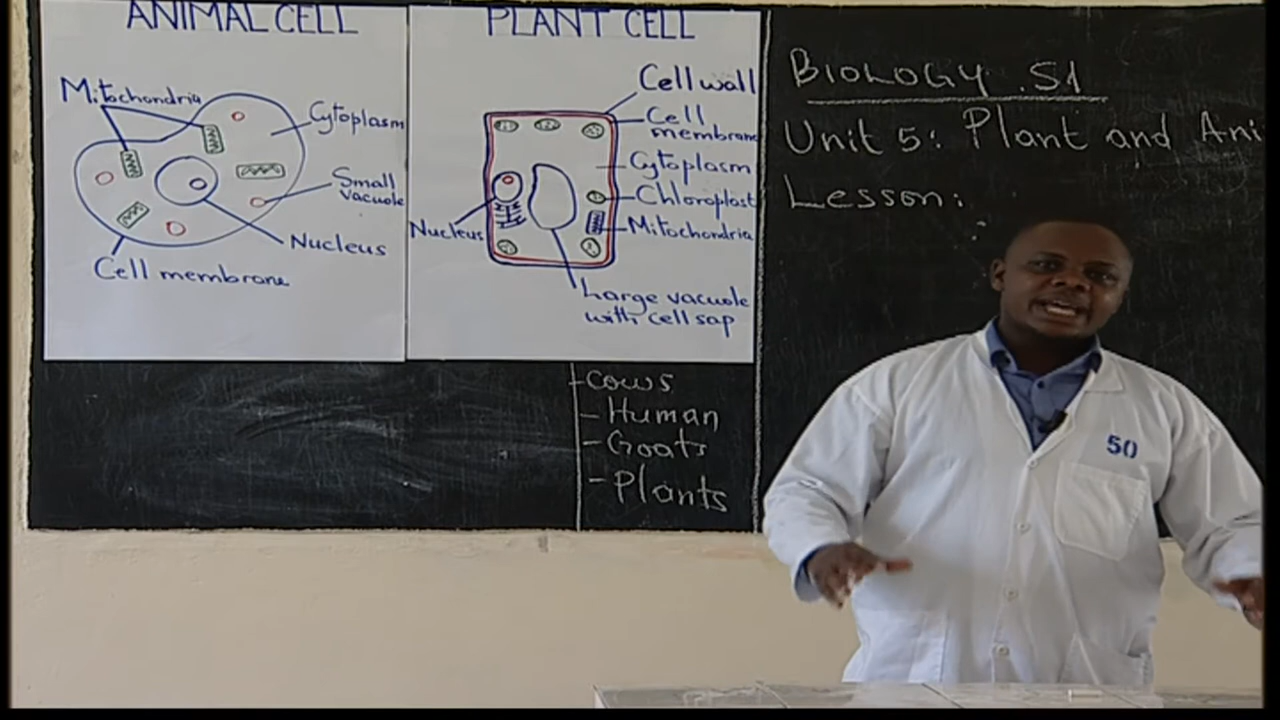 ANIMAL CELL
Mitochondria
Cytoplasm
Small
vacuole
Nucleus
Cell membrane
PLANT CELL
Cell wall
Cell
membrane
Cytoplasm
Chloroplast
Nucleus
Mitochondria
Large vacuole
with cell sap
- Cows
- Human
- Goats
- Plants
BIOLOGY .S1
Unit 5: Plant and Ani
Lesson:
50